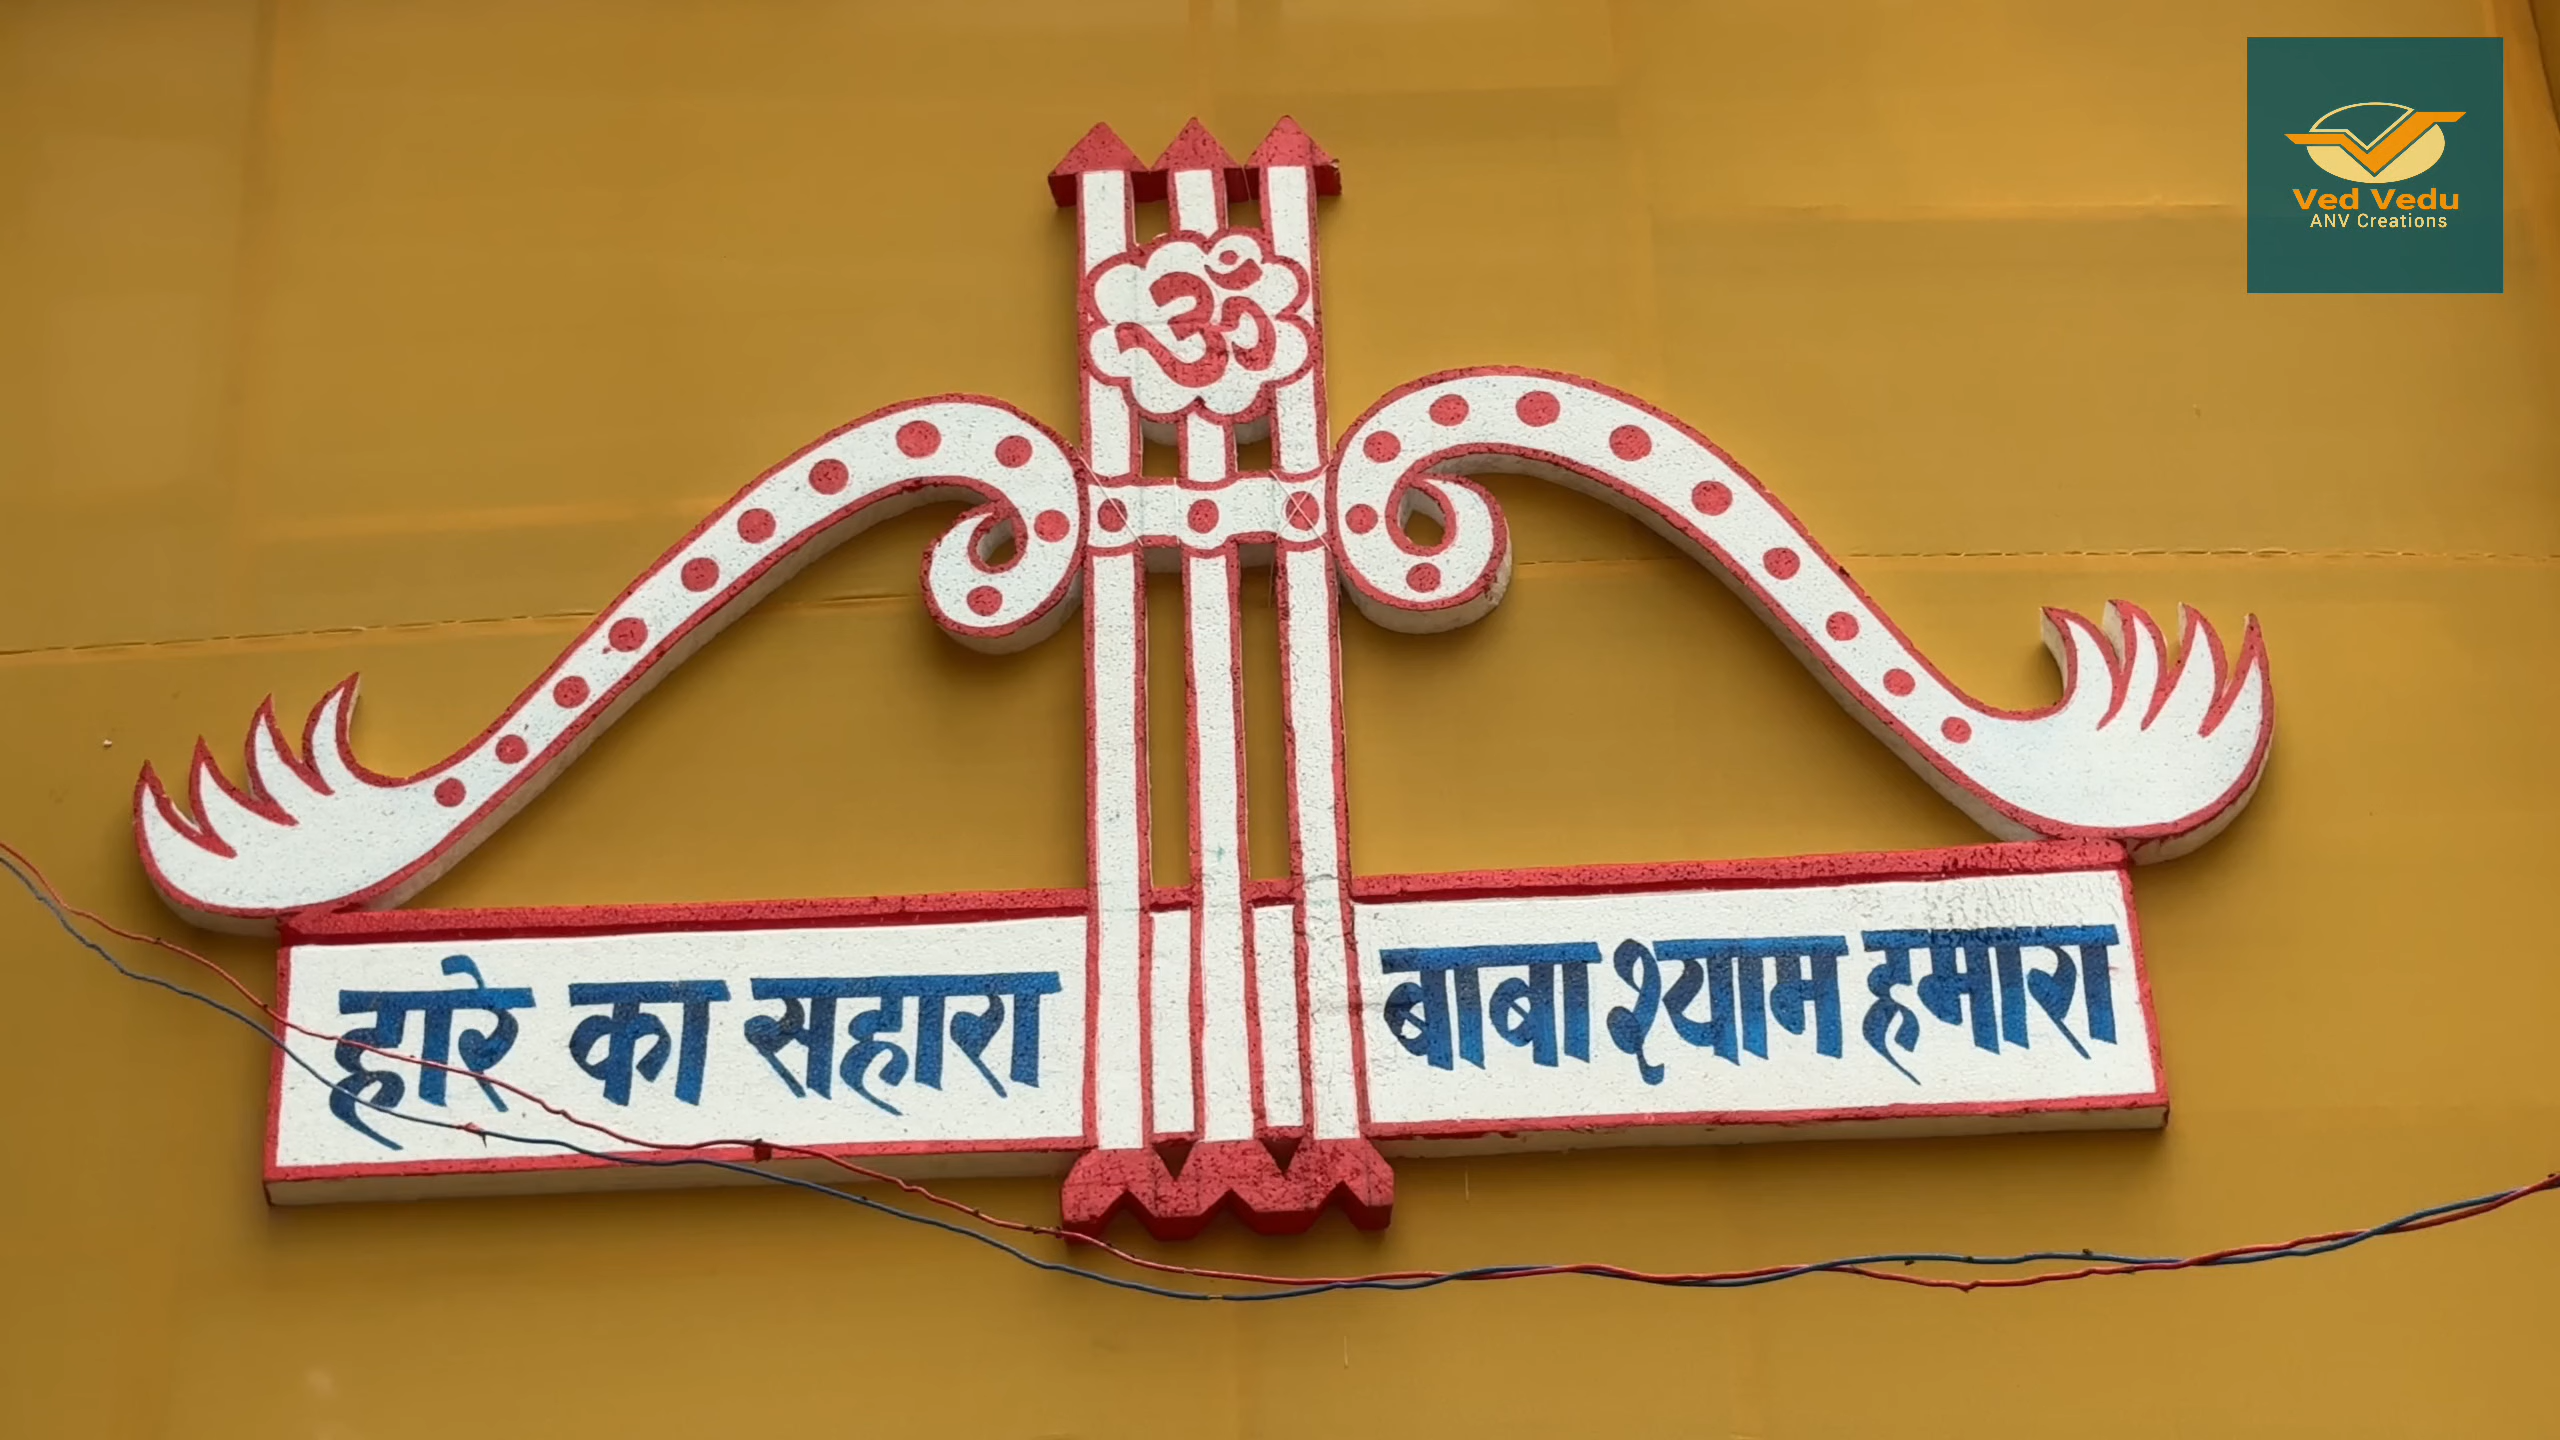 Ved Vedu
ANV Creations
ॐ
हारे का सहारा
बाबा श्याम हमारा